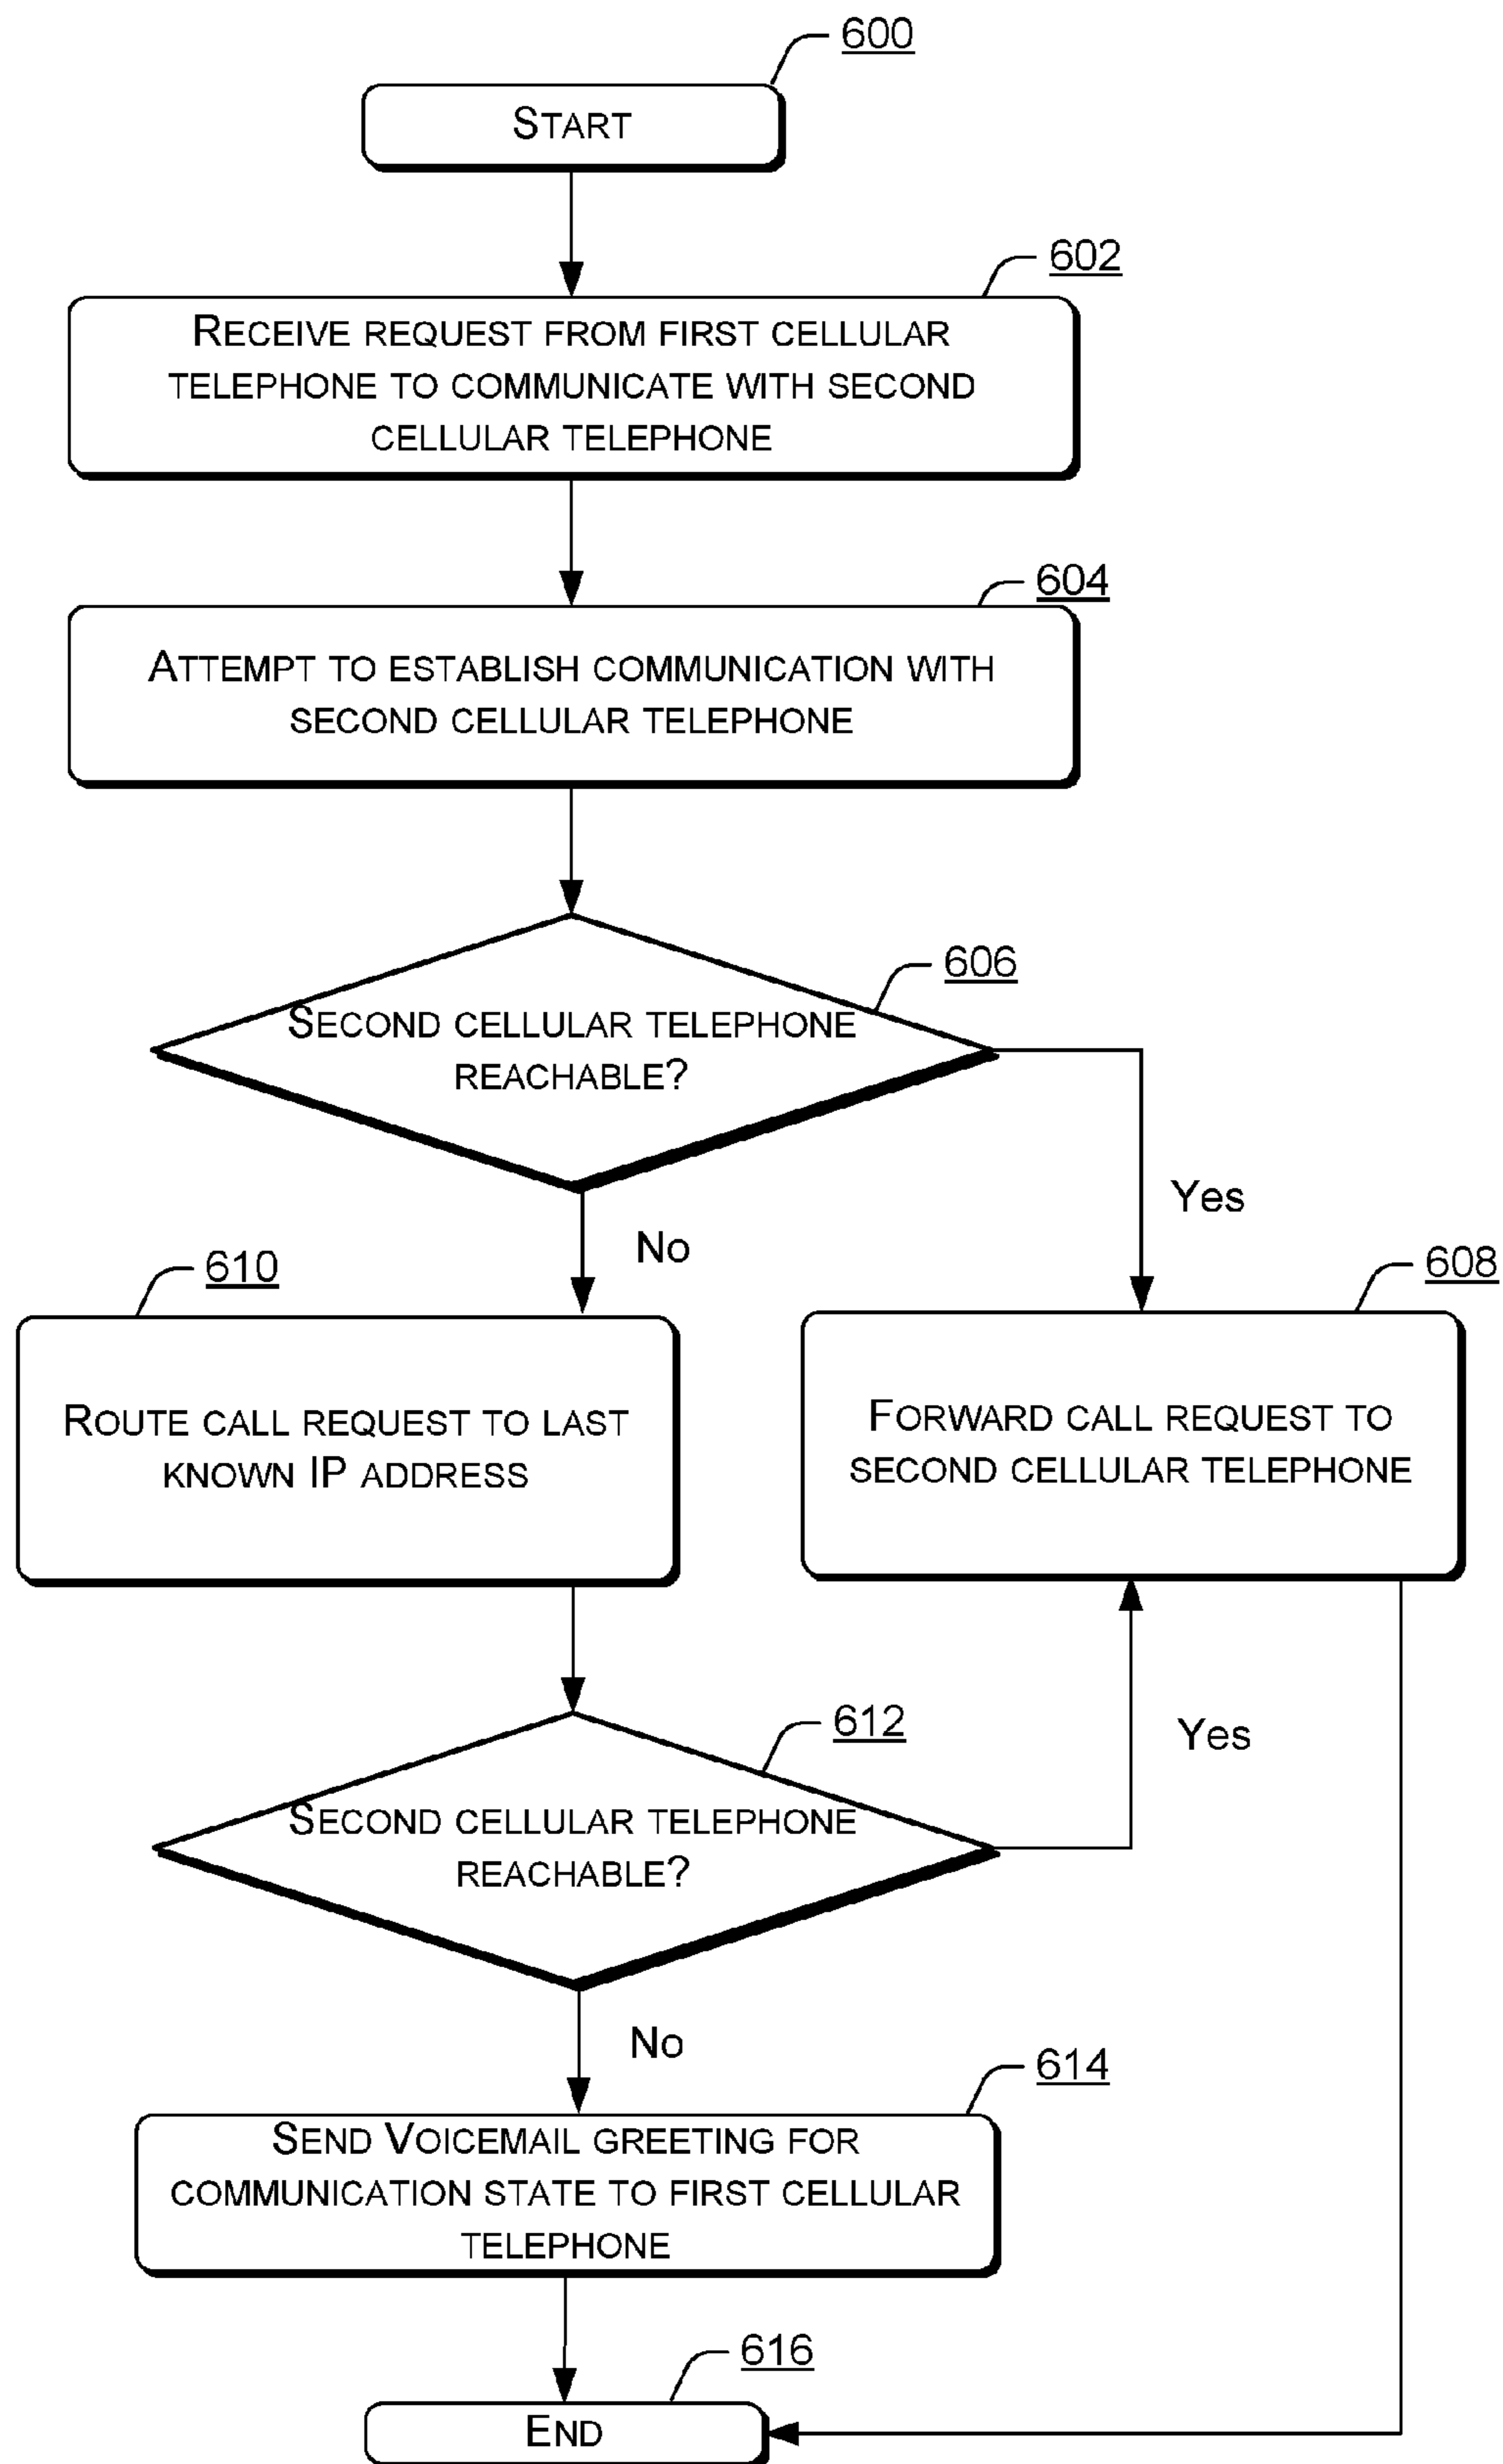 600
START
602
RECEIVE REQUEST FROM FIRST CELLULAR
TELEPHONE TO COMMUNICATE WITH SECOND
CELLULAR TELEPHONE
604
ATTEMPT TO ESTABLISH COMMUNICATION WITH
SECOND CELLULAR TELEPHONE
606
SECOND CELLULAR TELEPHONE
REACHABLE?
Yes
No
610
608
ROUTE CALL REQUEST TO LAST
KNOWN IP ADDRESS
FORWARD CALL REQUEST TO
SECOND CELLULAR TELEPHONE
612
Yes
SECOND CELLULAR TELEPHONE
REACHABLE?
No
614
SEND VOICEMAIL GREETING FOR
COMMUNICATION STATE TO FIRST CELLULAR
TELEPHONE
616
END